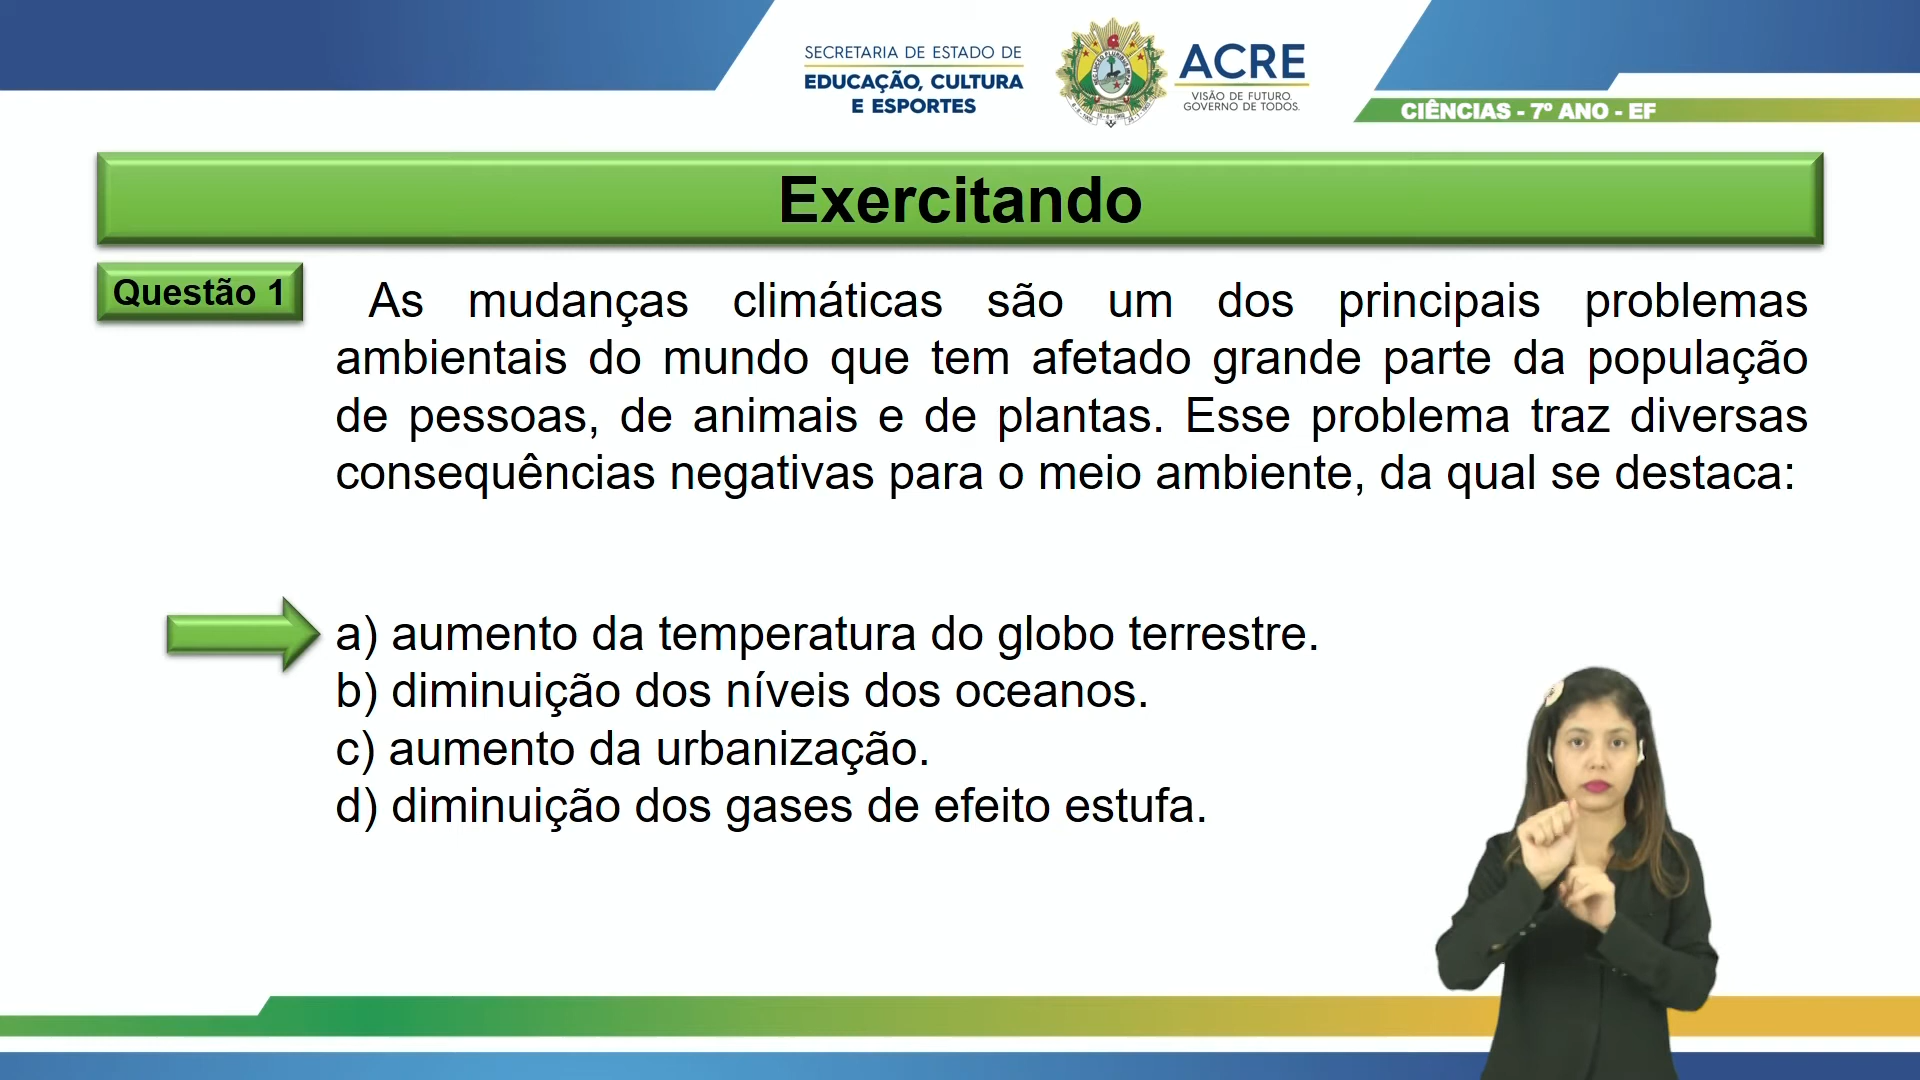 SECRETARIA DE ESTADO DE
EDUCAÇÃO, CULTURA
E ESPORTES
ACRE
VISÃO DE FUTURO.
GOVERNO DE TODOS.
CIÊNCIAS - 7º ANO - EF
Exercitando
Questão 1
As mudanças climáticas são um dos principais problemas
ambientais do mundo que tem afetado grande parte da população
de pessoas, de animais e de plantas. Esse problema traz diversas
consequências negativas para o meio ambiente, da qual se destaca:
a) aumento da temperatura do globo terrestre.
b) diminuição dos níveis dos oceanos.
c) aumento da urbanização.
d) diminuição dos gases de efeito estufa.